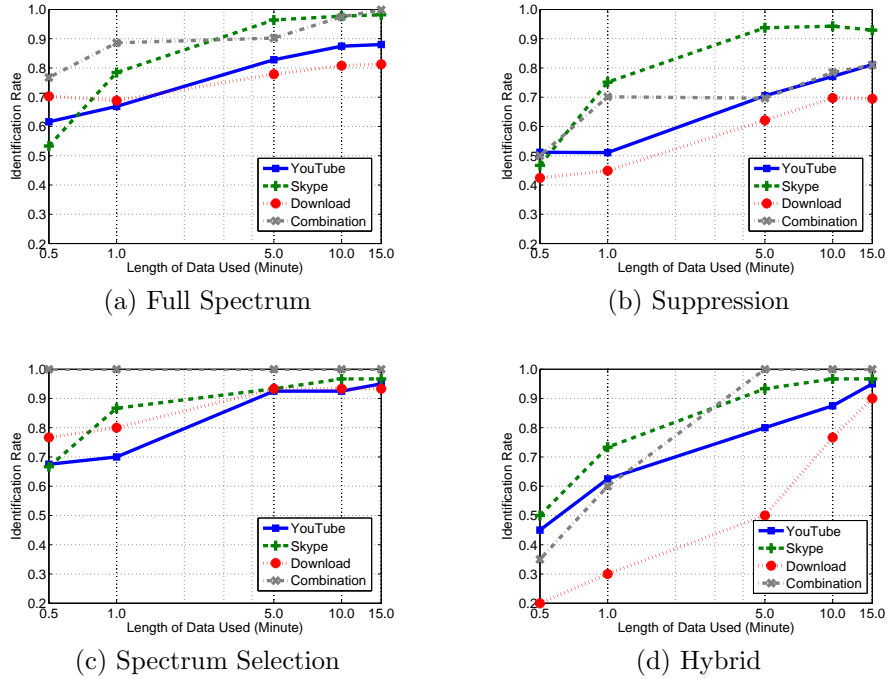 1.0
0.9
0.8
0.7
0.6
0.5
0.4
0.3
0.2
Identification Rate
0.5 1.0 5.0 10.0 15.0
Length of Data Used (Minute)
YouTube
Skype
Download
Combination
(a) Full Spectrum
1.0
0.9
0.8
0.7
0.6
0.5
0.4
0.3
0.2
Identification Rate
0.5 1.0 5.0 10.0 15.0
Length of Data Used (Minute)
YouTube
Skype
Download
Combination
(b) Suppression
1.0
0.9
0.8
0.7
0.6
0.5
0.4
0.3
0.2
Identification Rate
0.5 1.0 5.0 10.0 15.0
Length of Data Used (Minute)
YouTube
Skype
Download
Combination
(c) Spectrum Selection
1.0
0.9
0.8
0.7
0.6
0.5
0.4
0.3
0.2
Identification Rate
0.5 1.0 5.0 10.0 15.0
Length of Data Used (Minute)
YouTube
Skype
Download
Combination
(d) Hybrid